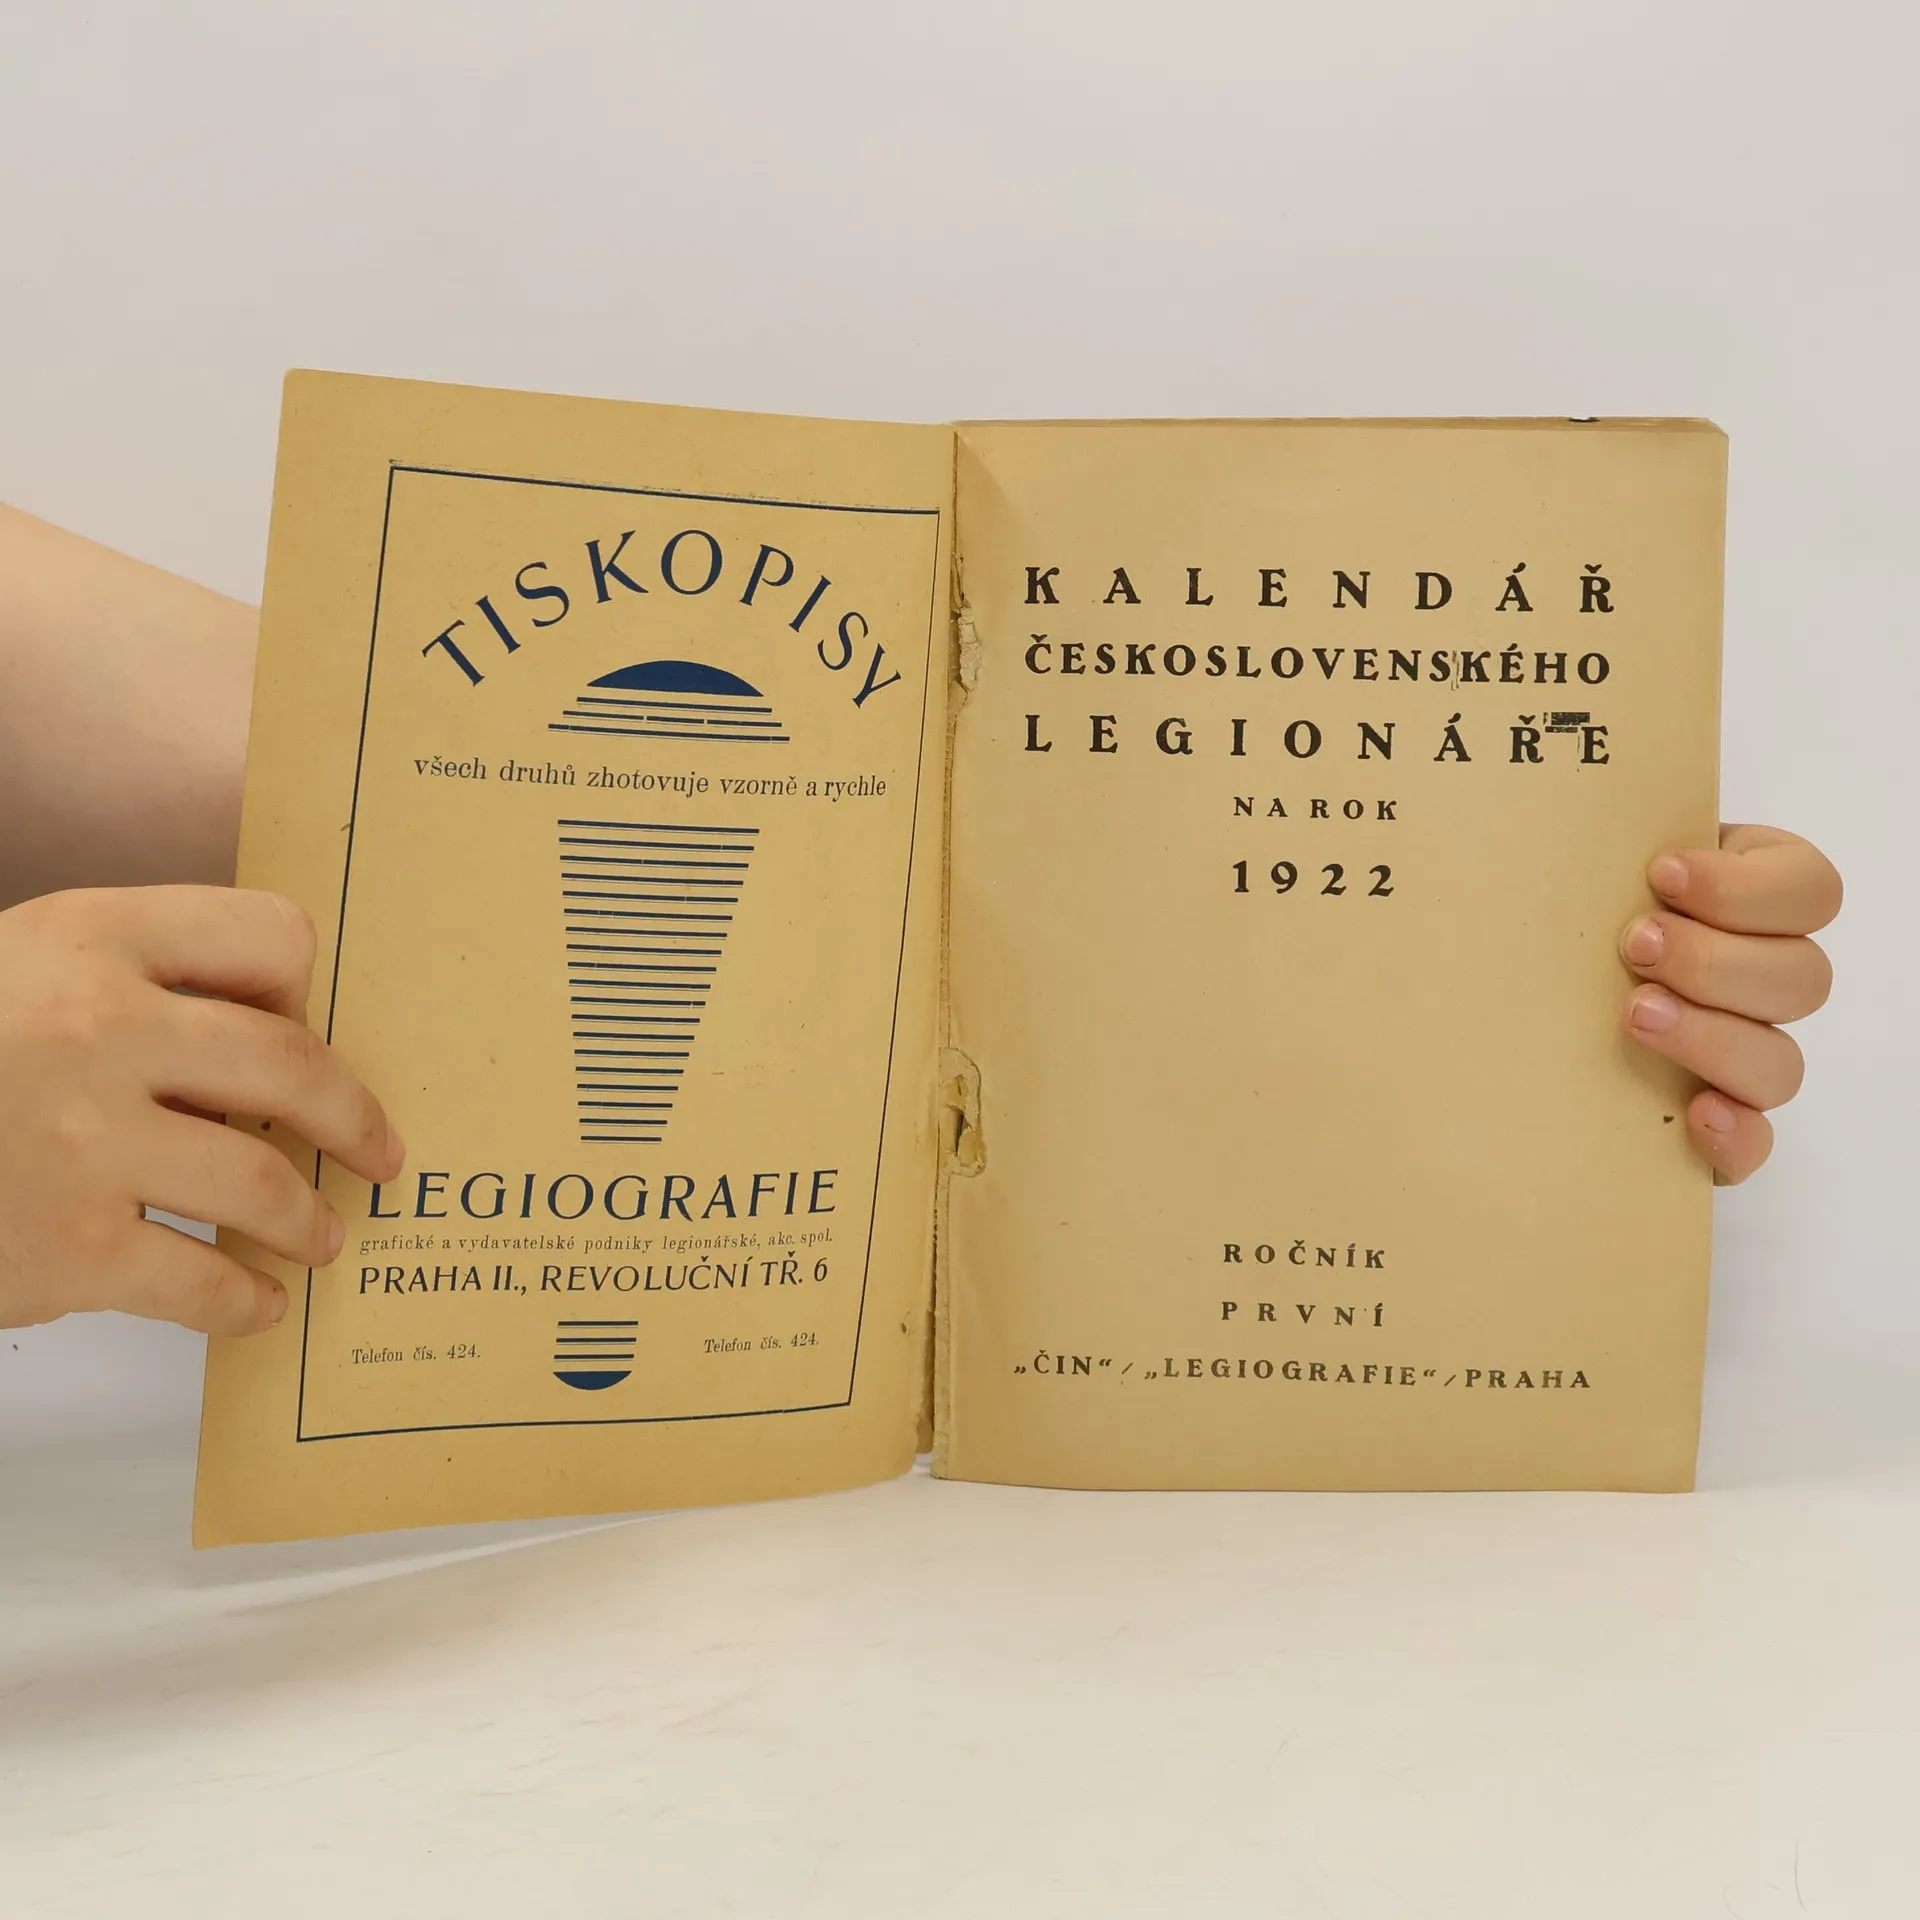 TISKOPISY
všech druhů zhotovuje vzorně a rychle
LEGIOGRAFIE
grafické a vydavatelské podniky legionářské, akc. spol.
PRAHA II., REVOLUČNÍ TŘ. 6
Telefon čís. 424.
Telefon čís. 424.
KALENDÁŘ
ČESKOSLOVENSKÉHO
LEGIONÁŘE
NA ROK
1922
ROČNÍK
PRVNÍ
„ČIN“ / „LEGIOGRAFIE“ / PRAHA